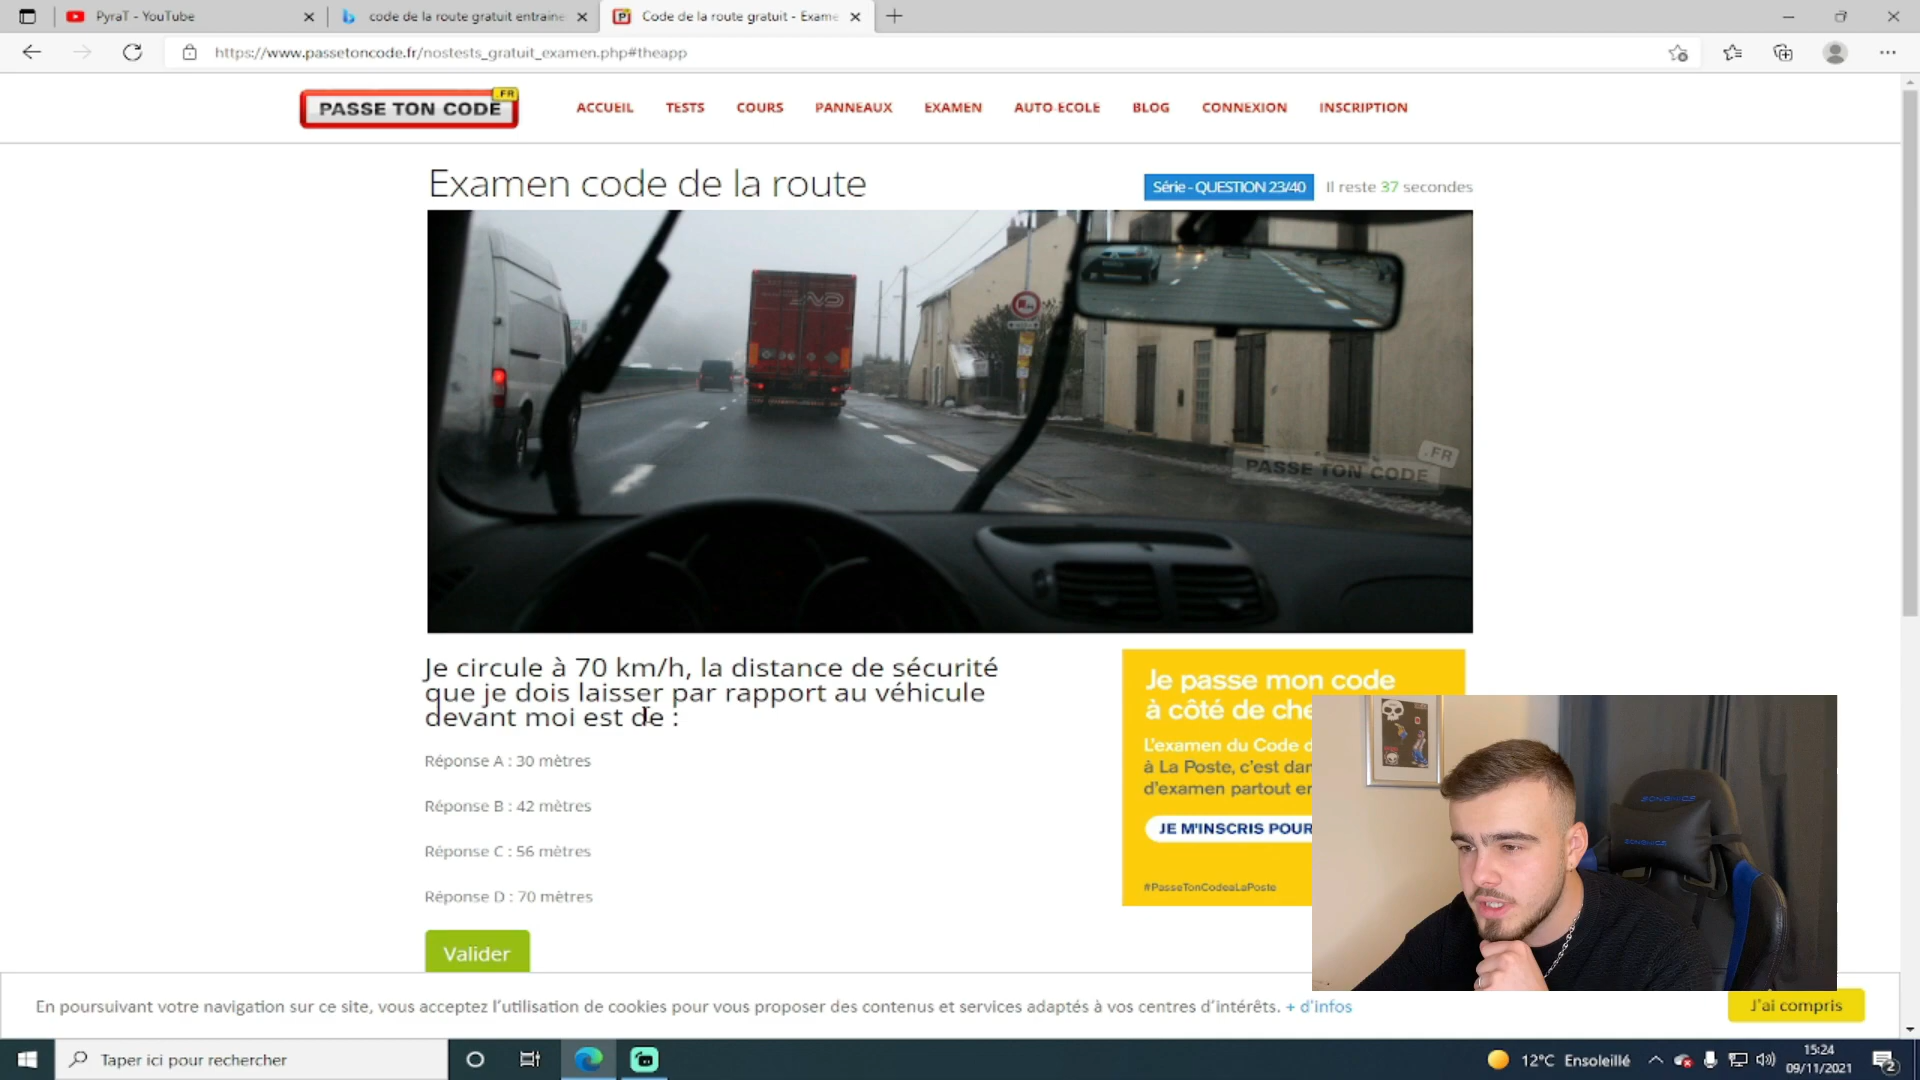 PyraT - YouTube
code de la route gratuit entraine
Code de la route gratuit - Exame
https://www.passetoncode.fr/nostests_gratuit_examen.php#theapp
PASSE TON CODE .FR
ACCUEIL TESTS COURS PANNEAUX EXAMEN AUTO ECOLE BLOG CONNEXION INSCRIPTION
Examen code de la route
Série - QUESTION 23/40
Il reste 37 secondes
.FR
PASSE TON CODE
Je circule à 70 km/h, la distance de sécurité
que je dois laisser par rapport au véhicule
devant moi est de :
Réponse A : 30 mètres
Réponse B : 42 mètres
Réponse C : 56 mètres
Réponse D : 70 mètres
Valider
Je passe mon code
à côté de che
L'examen du Code d
à La Poste, c'est dan
d'examen partout en
JE M'INSCRIS POUR
#PasseTonCodeaLaPoste
En poursuivant votre navigation sur ce site, vous acceptez l'utilisation de cookies pour vous proposer des contenus et services adaptés à vos centres d'intérêts. + d'infos
J'ai compris
Taper ici pour rechercher
12°C Ensoleillé
15:24
09/11/2021
2